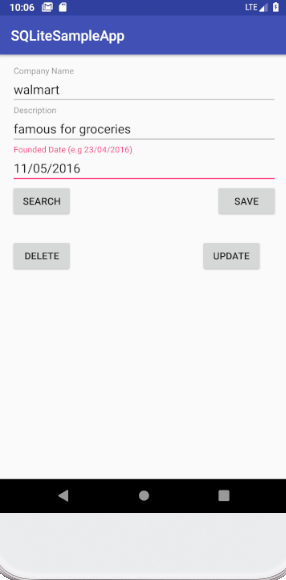 10:06 LTE
SQLiteSampleApp
Company Name
walmart
Description
famous for groceries
Founded Date (e.g 23/04/2016)
11/05/2016
SEARCH SAVE
DELETE UPDATE